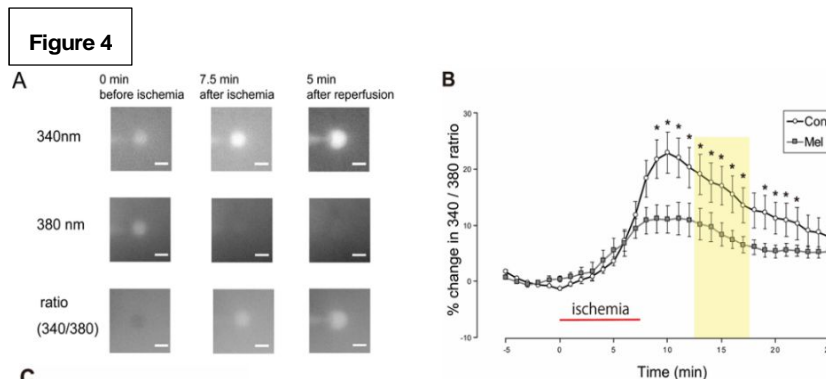 Figure 4
A
0 min
before ischemia
7.5 min
after ischemia
5 min
after reperfusion
340nm
380 nm
ratio
(340/380)
B
% change in 340 / 380 ratrio
30
20
10
0
-10
* * * * * * * * * * * * *
Con
Mel
ischemia
-5
0
5
10
15
20
Time (min)